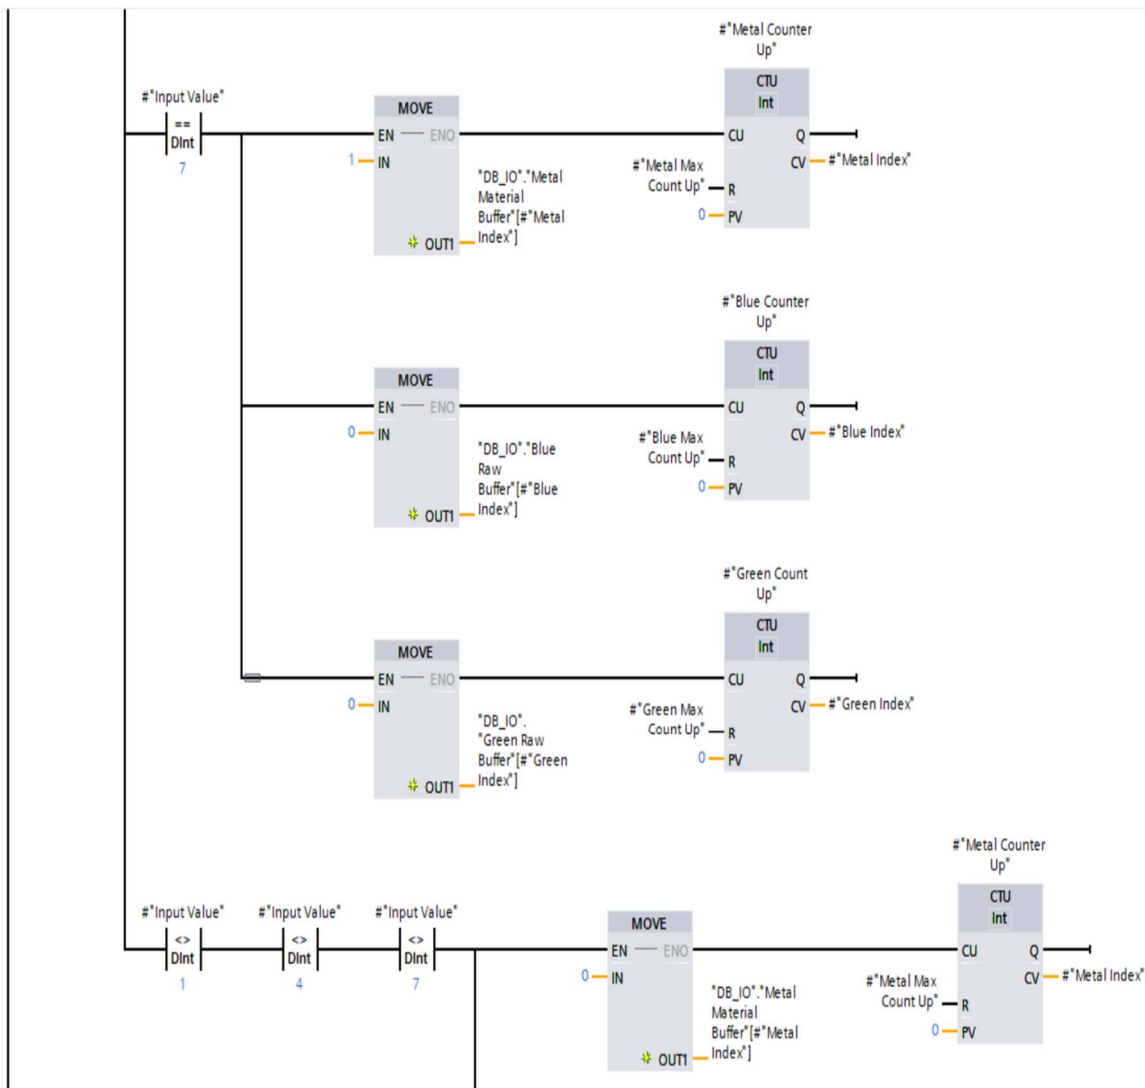 #"Metal Counter
Up"
CTU
Int
#"Input Value"
==
DInt
7
MOVE
EN
ENO
CU
Q
1
IN
CV
#"Metal Index"
#"Metal Max
Count Up"
R
0
PV
"DB_IO"."Metal
Material
Buffer"[#"Metal
Index"]
OUT1
#"Blue Counter
Up"
CTU
Int
MOVE
EN
ENO
CU
Q
0
IN
CV
#"Blue Index"
#"Blue Max
Count Up"
R
0
PV
"DB_IO"."Blue
Raw
Buffer"[#"Blue
Index"]
OUT1
#"Green Count
Up"
CTU
Int
MOVE
EN
ENO
CU
Q
0
IN
CV
#"Green Index"
#"Green Max
Count Up"
R
0
PV
"DB_IO".
"Green Raw
Buffer"[#"Green
Index"]
OUT1
#"Metal Counter
Up"
CTU
Int
#"Input Value"
<>
DInt
1
#"Input Value"
<>
DInt
4
#"Input Value"
<>
DInt
7
MOVE
EN
ENO
CU
Q
0
IN
CV
#"Metal Index"
#"Metal Max
Count Up"
R
0
PV
"DB_IO"."Metal
Material
Buffer"[#"Metal
Index"]
OUT1